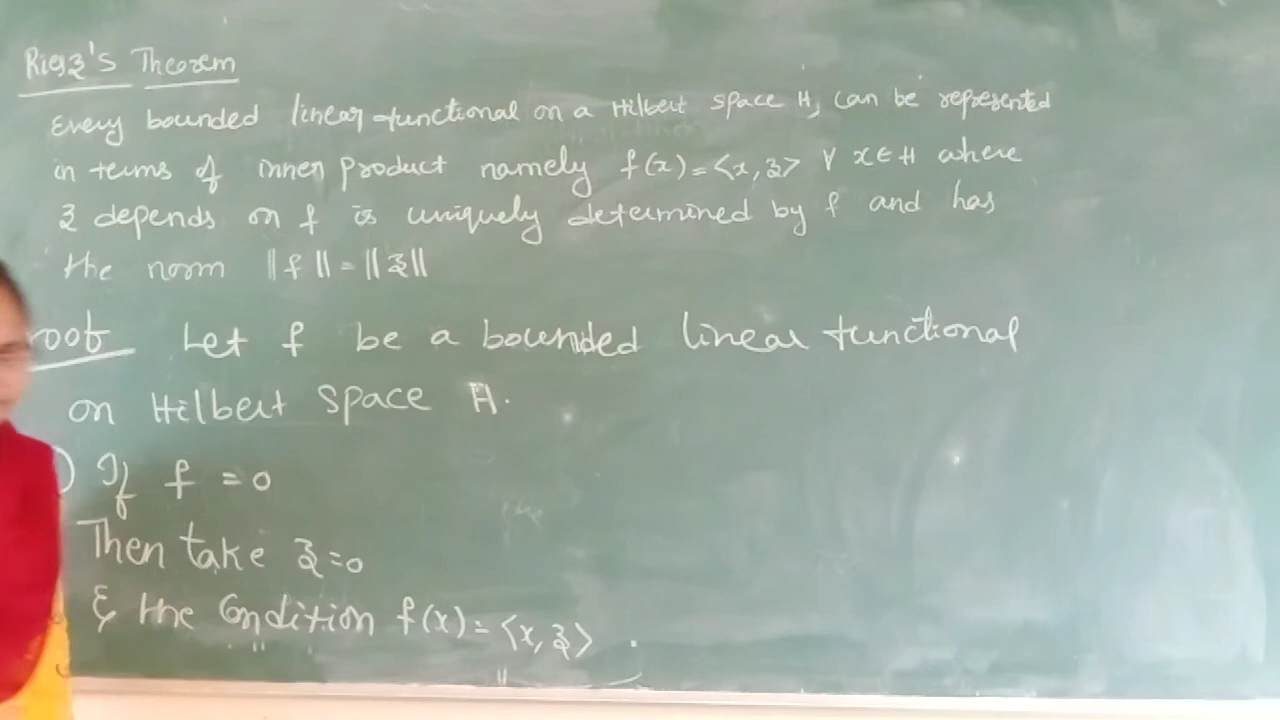 Riesz's Theorem
Every bounded linear functional on a Hilbert space H, can be represented
in terms of inner product namely f(x) = <x, z> ∀ x ∈ H where
z depends on f is uniquely determined by f and has
the norm ||f|| = ||z||
roof Let f be a bounded linear functional
on Hilbert space H.
) If f = 0
Then take z = 0
& the condition f(x) = <x, z>